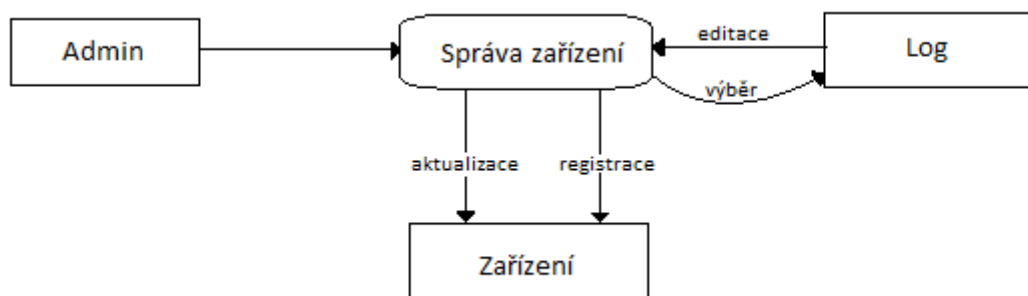 Admin
Správa zařízení
editace
Log
výběr
aktualizace
registrace
Zařízení